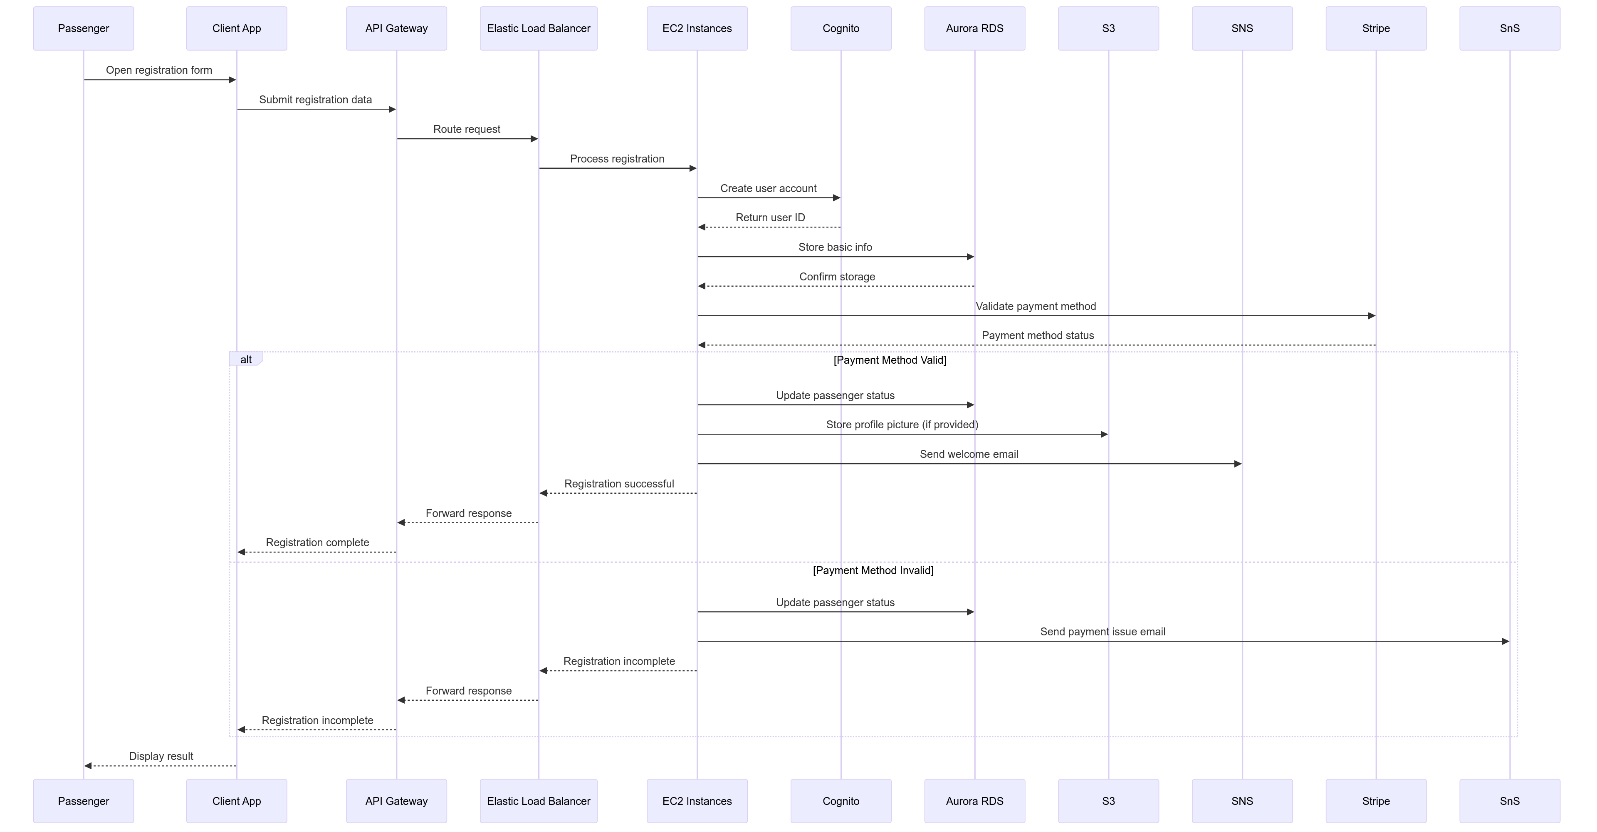 Passenger
Client App
API Gateway
Elastic Load Balancer
EC2 Instances
Cognito
Aurora RDS
S3
SNS
Stripe
SnS
Open registration form
Submit registration data
Route request
Process registration
Create user account
Return user ID
Store basic info
Confirm storage
Validate payment method
Payment method status
alt
[Payment Method Valid]
Update passenger status
Store profile picture (if provided)
Send welcome email
Registration successful
Forward response
Registration complete
[Payment Method Invalid]
Update passenger status
Send payment issue email
Registration incomplete
Forward response
Registration incomplete
Display result
Passenger
Client App
API Gateway
Elastic Load Balancer
EC2 Instances
Cognito
Aurora RDS
S3
SNS
Stripe
SnS